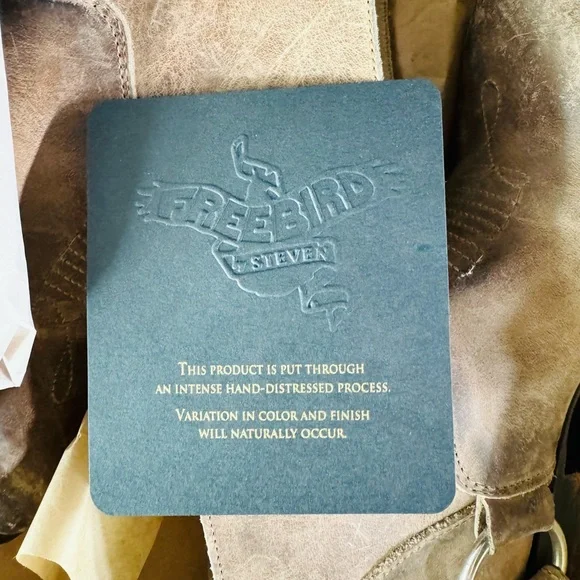 FREEBIRD
by STEVEN
THIS PRODUCT IS PUT THROUGH
AN INTENSE HAND-DISTRESSED PROCESS.
VARIATION IN COLOR AND FINISH
WILL NATURALLY OCCUR.